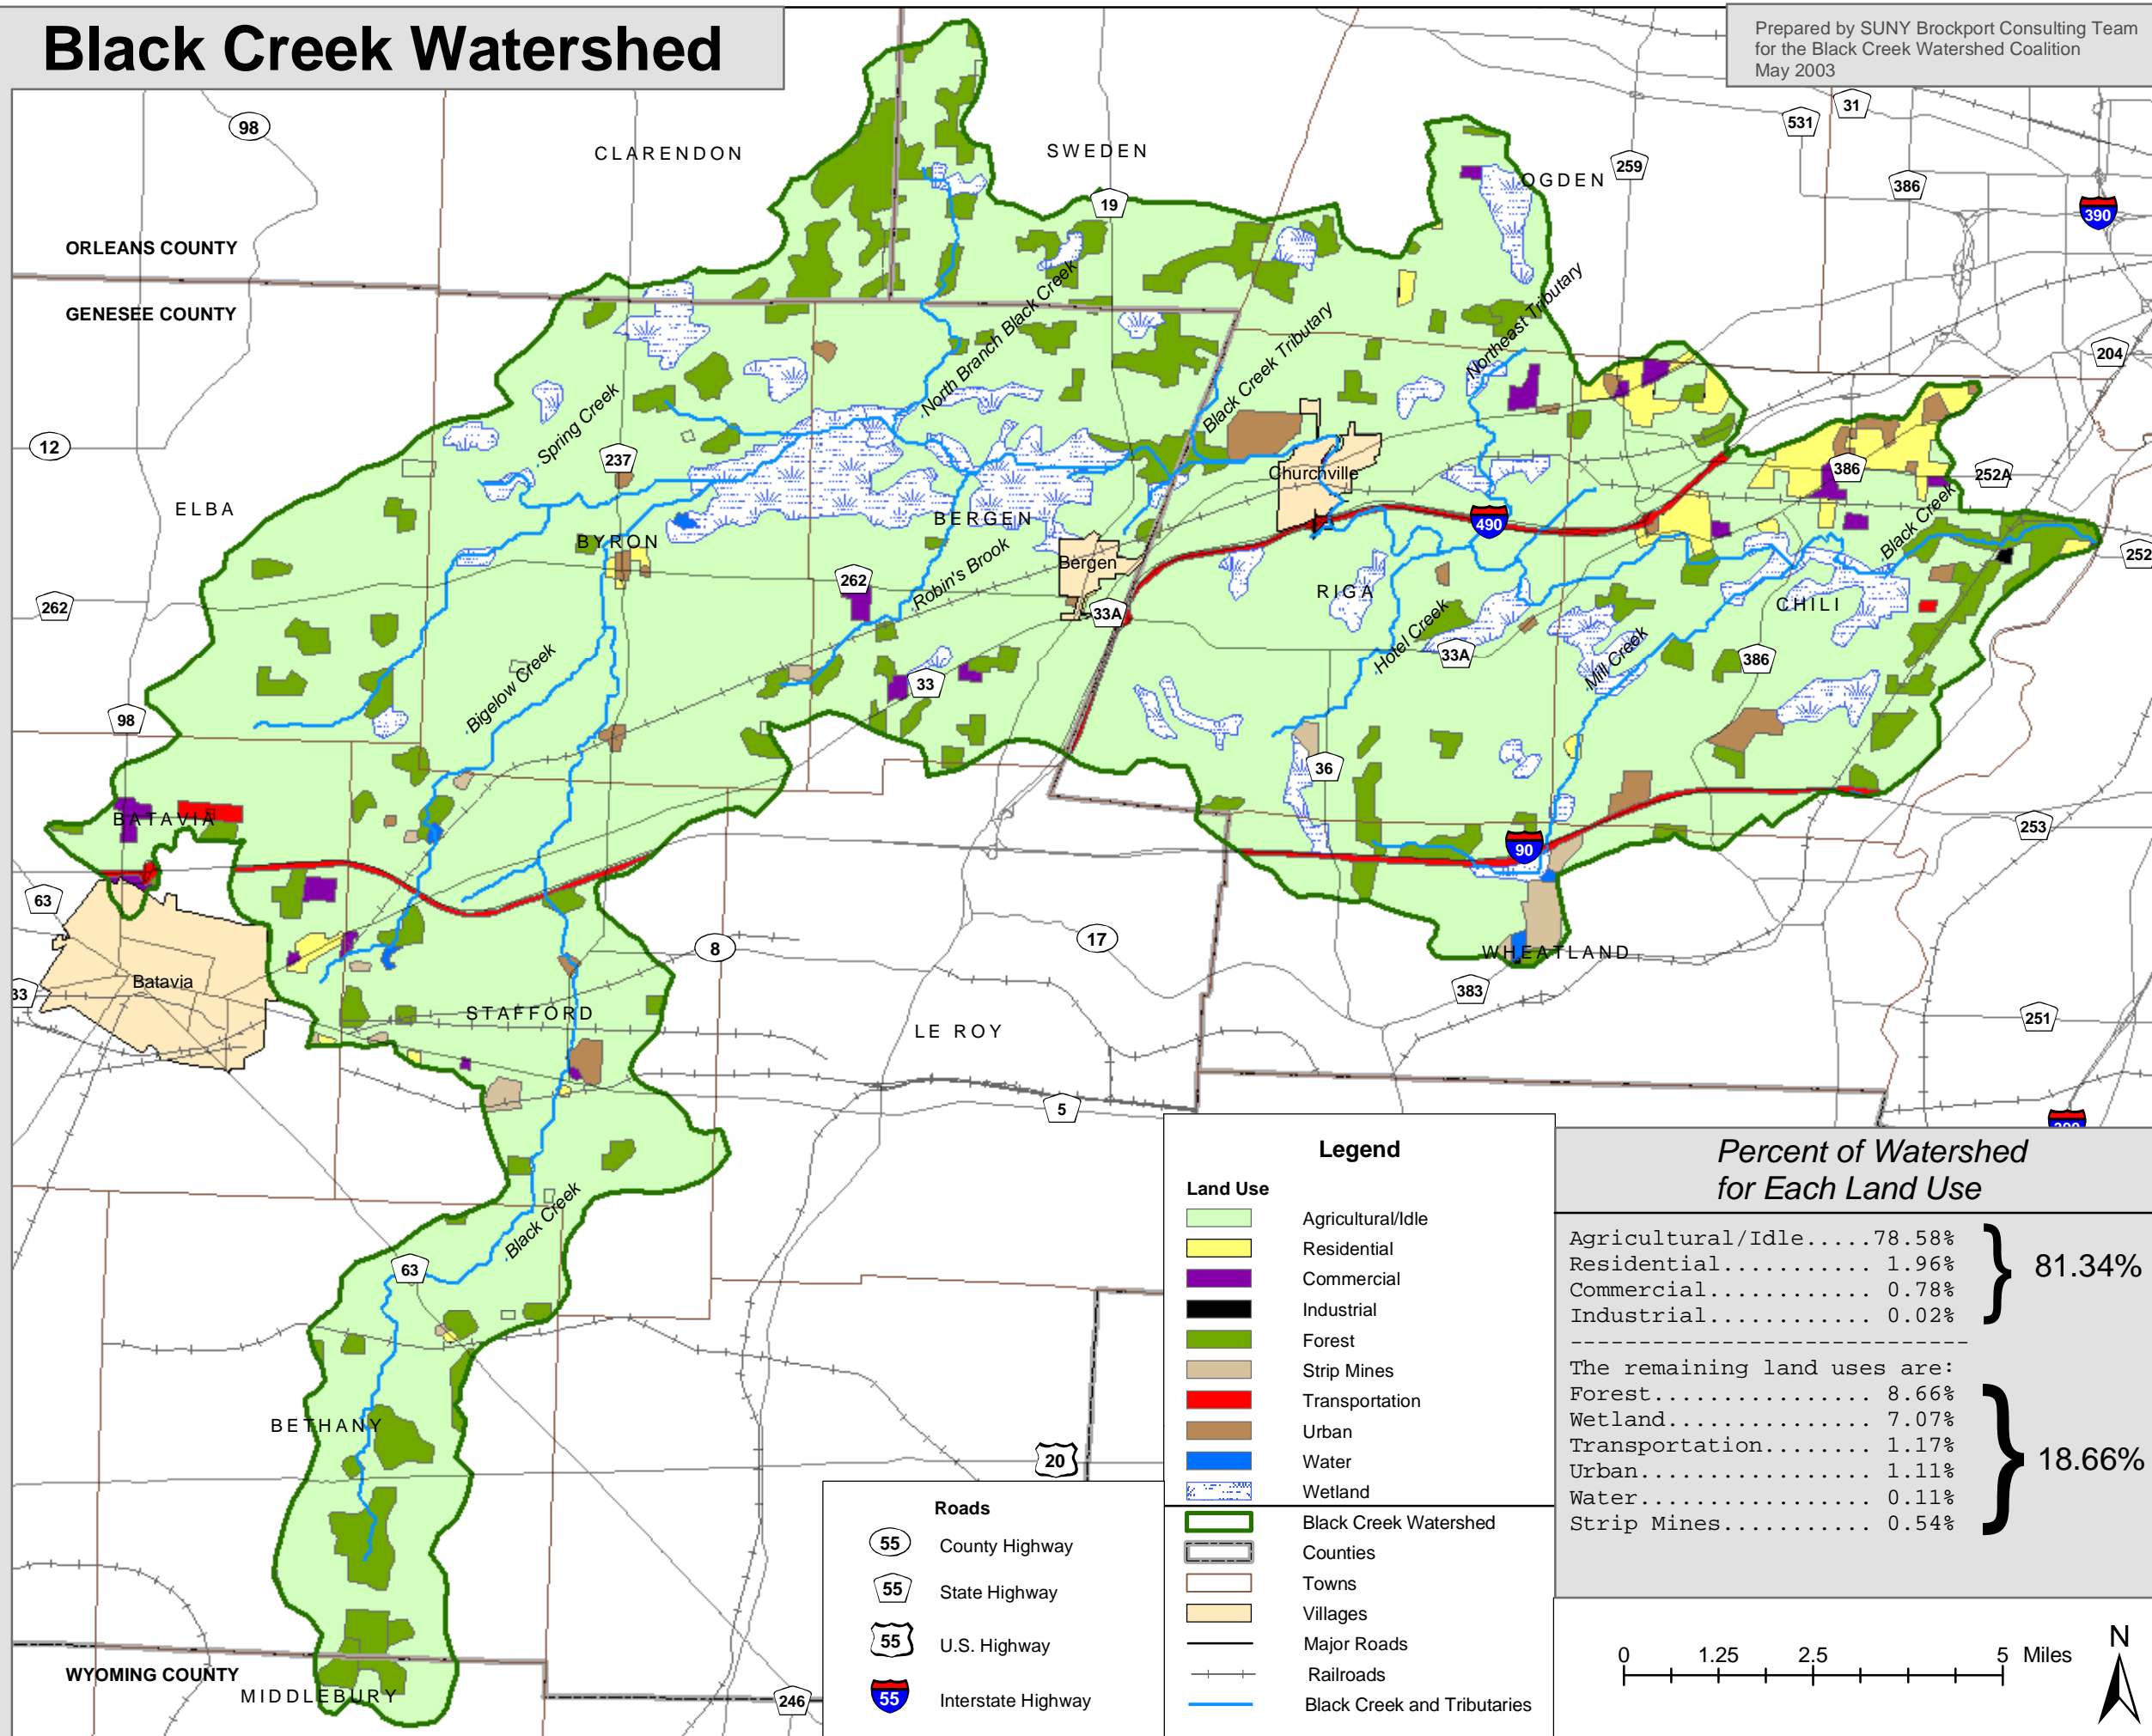 Black Creek Watershed
Prepared by SUNY Brockport Consulting Team
for the Black Creek Watershed Coalition
May 2003
98
CLARENDON
SWEDEN
OGDEN
259
531
31
386
390
19
ORLEANS COUNTY
GENESEE COUNTY
North Branch Black Creek
Black Creek Tributary
Northeast Tributary
204
Spring Creek
12
237
Churchville
386
252A
ELBA
BERGEN
490
Black Creek
BYRON
252
Bergen
262
262
Robin's Brook
33A
RIGA
CHILI
Hotel Creek
33A
Mill Creek
386
Bigelow Creek
33
98
36
BATAVIA
90
253
63
8
17
WHEATLAND
Batavia
33
383
STAFFORD
LE ROY
251
5
390
Black Creek
63
BETHANY
20
WYOMING COUNTY
MIDDLEBURY
246
Roads
55 County Highway
55 State Highway
55 U.S. Highway
55 Interstate Highway
Legend
Land Use
Agricultural/Idle
Residential
Commercial
Industrial
Forest
Strip Mines
Transportation
Urban
Water
Wetland
Black Creek Watershed
Counties
Towns
Villages
Major Roads
Railroads
Black Creek and Tributaries
Percent of Watershed
for Each Land Use
Agricultural/Idle.....78.58%
Residential........... 1.96%
Commercial............ 0.78%
Industrial............ 0.02%
81.34%
-----------------------------
The remaining land uses are:
Forest................ 8.66%
Wetland............... 7.07%
Transportation........ 1.17%
Urban................. 1.11%
Water................. 0.11%
Strip Mines........... 0.54%
18.66%
0 1.25 2.5 5 Miles
N